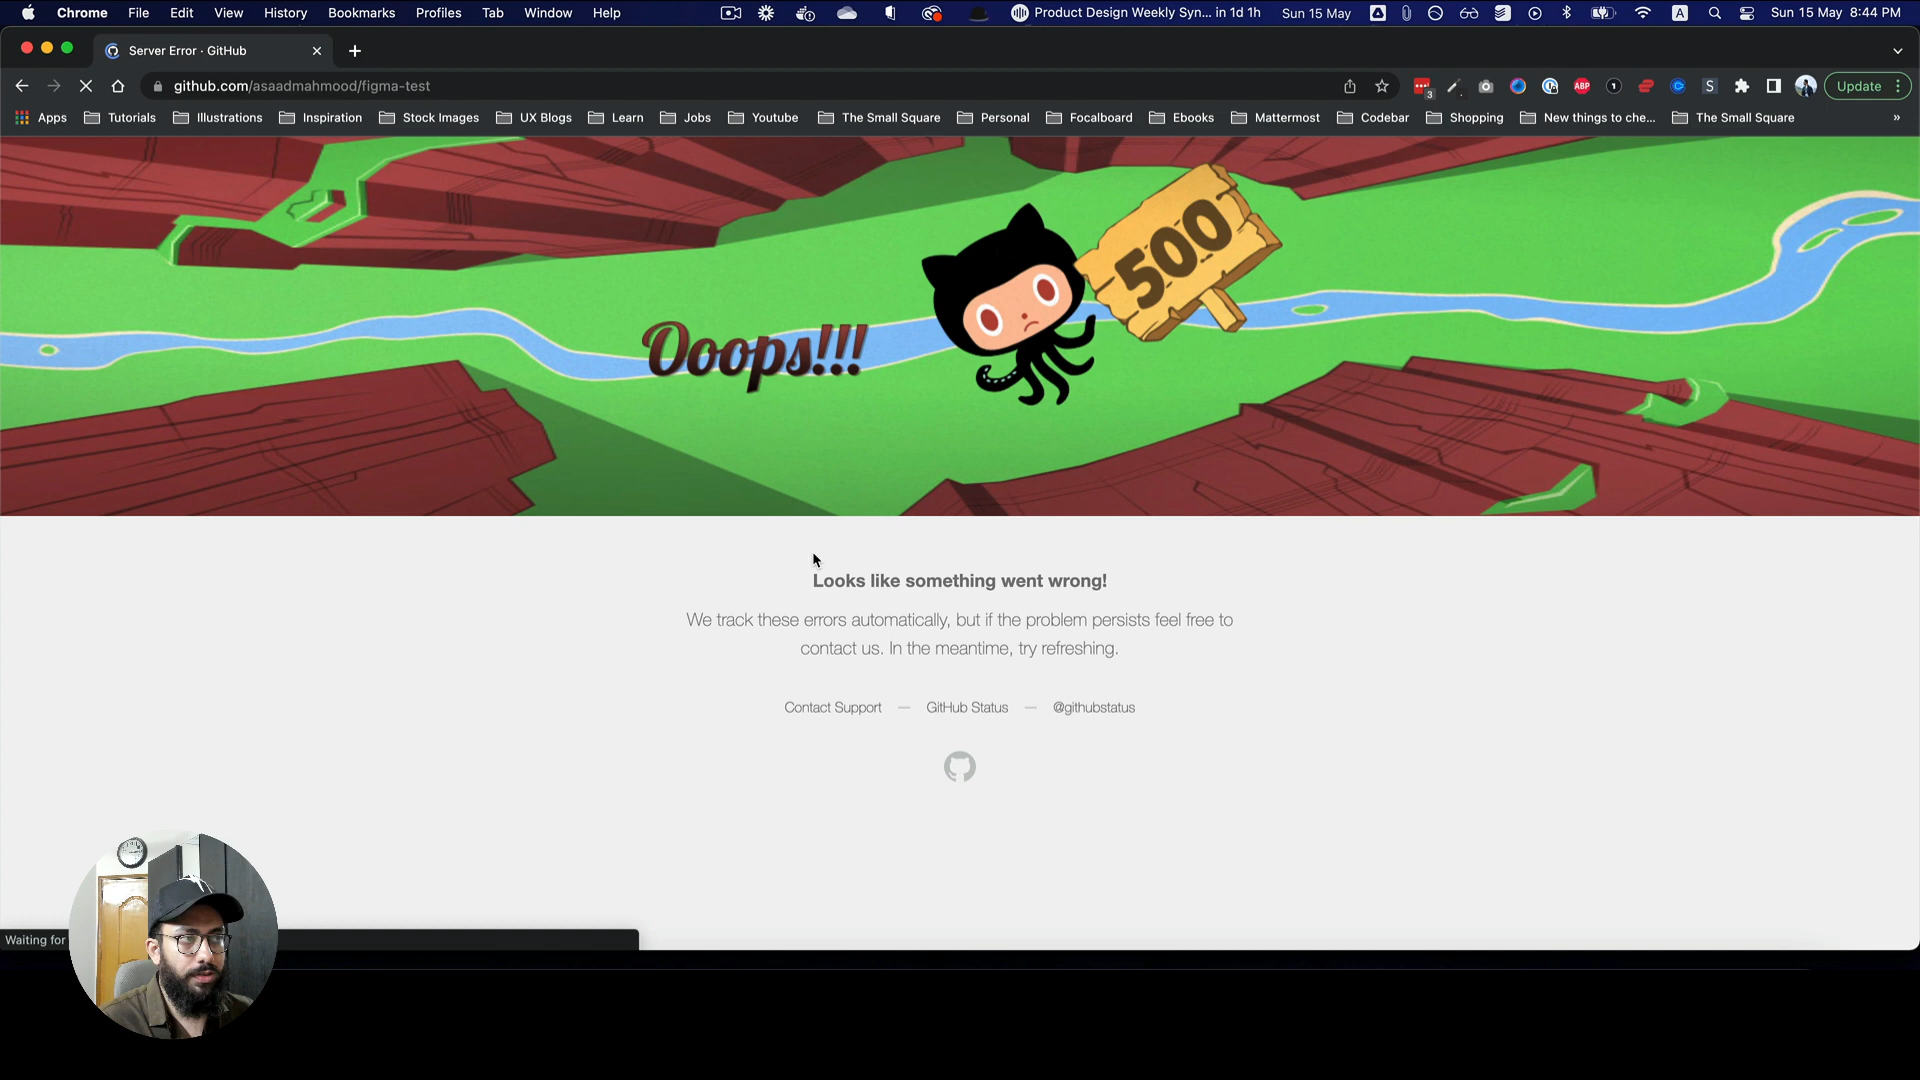 Chrome File Edit View History Bookmarks Profiles Tab Window Help Product Design Weekly Syn... in 1d 1h Sun 15 May A Sun 15 May 8:44 PM
Server Error · GitHub
github.com/asaadmahmood/figma-test 3 ABP 1 S Update
Apps Tutorials Illustrations Inspiration Stock Images UX Blogs Learn Jobs Youtube The Small Square Personal Focalboard Ebooks Mattermost Codebar Shopping New things to che... The Small Square »
500
Ooops!!!
Looks like something went wrong!
We track these errors automatically, but if the problem persists feel free to
contact us. In the meantime, try refreshing.
Contact Support — GitHub Status — @githubstatus
Waiting for